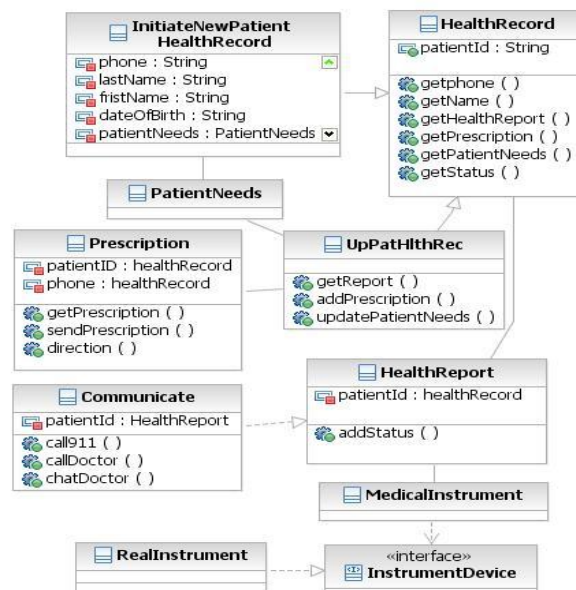 InitiateNewPatient
HealthRecord
phone : String
lastName : String
fristName : String
dateOfBirth : String
patientNeeds : PatientNeeds
HealthRecord
patientId : String
getphone ( )
getName ( )
getHealthReport ( )
getPrescription ( )
getPatientNeeds ( )
getStatus ( )
PatientNeeds
Prescription
patientID : healthRecord
phone : healthRecord
getPrescription ( )
sendPrescription ( )
direction ( )
UpPatHlthRec
getReport ( )
addPrescription ( )
updatePatientNeeds ( )
Communicate
patientId : HealthReport
call911 ( )
callDoctor ( )
chatDoctor ( )
HealthReport
patientId : healthRecord
addStatus ( )
MedicalInstrument
RealInstrument
«interface»
InstrumentDevice